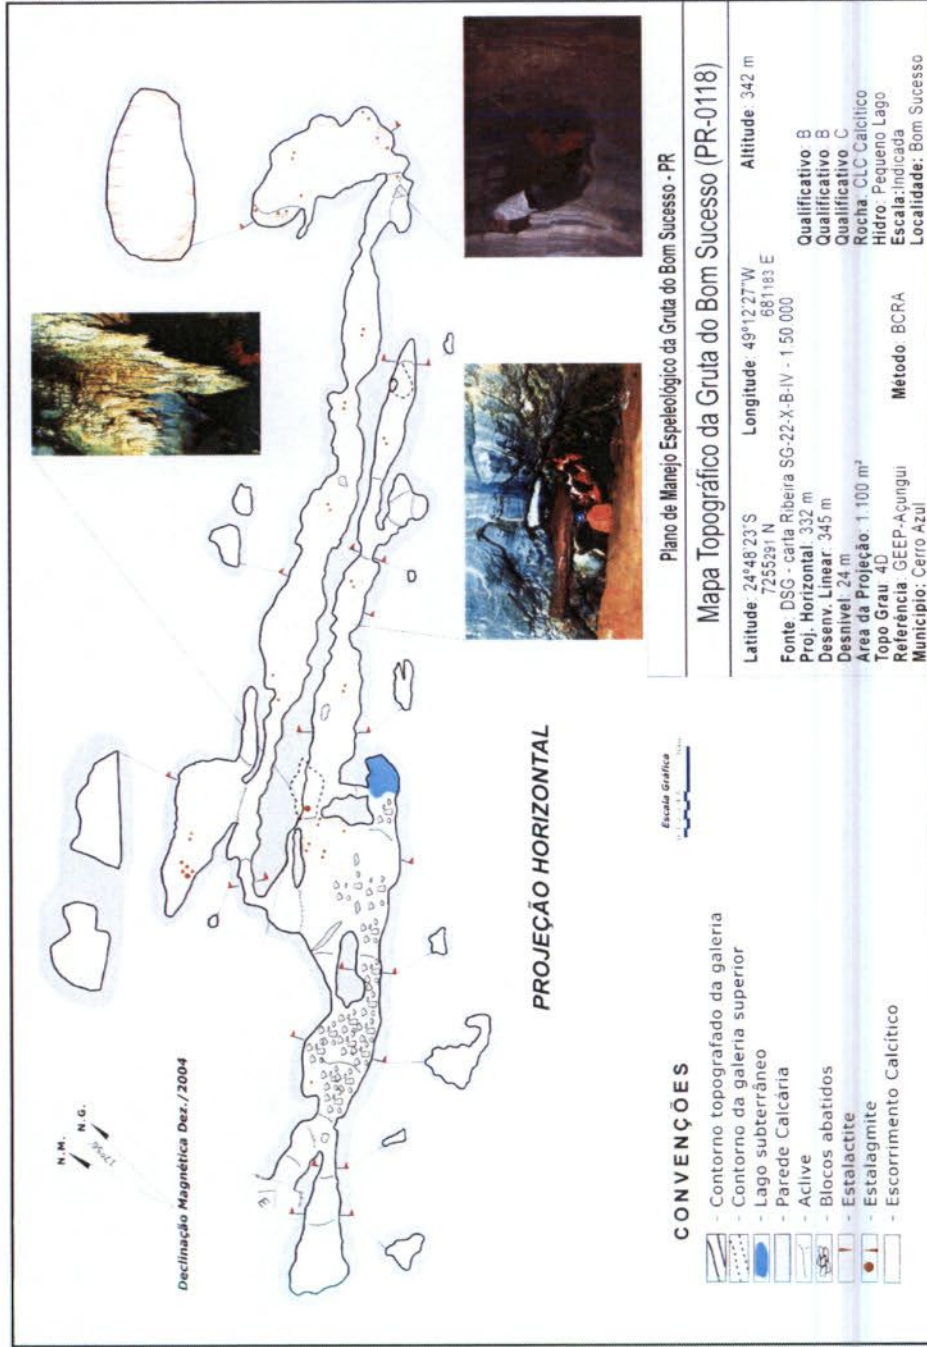 N.M.
N.G.
Declinação Magnética Dez./2004
PROJEÇÃO HORIZONTAL
Escala Gráfica
CONVENÇÕES
- Contorno topografado da galeria
- Contorno da galeria superior
- Lago subterrâneo
- Parede Calcária
- Aclive
- Blocos abatidos
- Estalactite
- Estalagmite
- Escorrimento Calcítico
Plano de Manejo Espeleológico da Gruta do Bom Sucesso - PR
Mapa Topográfico da Gruta do Bom Sucesso (PR-0118)
Latitude: 24º48'23"S Longitude: 49º12'27"W Altitude: 342 m
7255291 N 681183 E
Fonte: DSG - carta Ribeira SG-22-X-B-IV - 1:50 000
Proj. Horizontal: 332 m Qualificativo: B
Desenv. Linear: 345 m Qualificativo: B
Desnível: 24 m Qualificativo: C
Área da Projeção: 1.100 m² Rocha: CLC Calcítico
Topo Grau: 4D Hidro: Pequeno Lago
Referência: GEEP-Açungui Método: BCRA Escala: Indicada
Município: Cerro Azul Localidade: Bom Sucesso